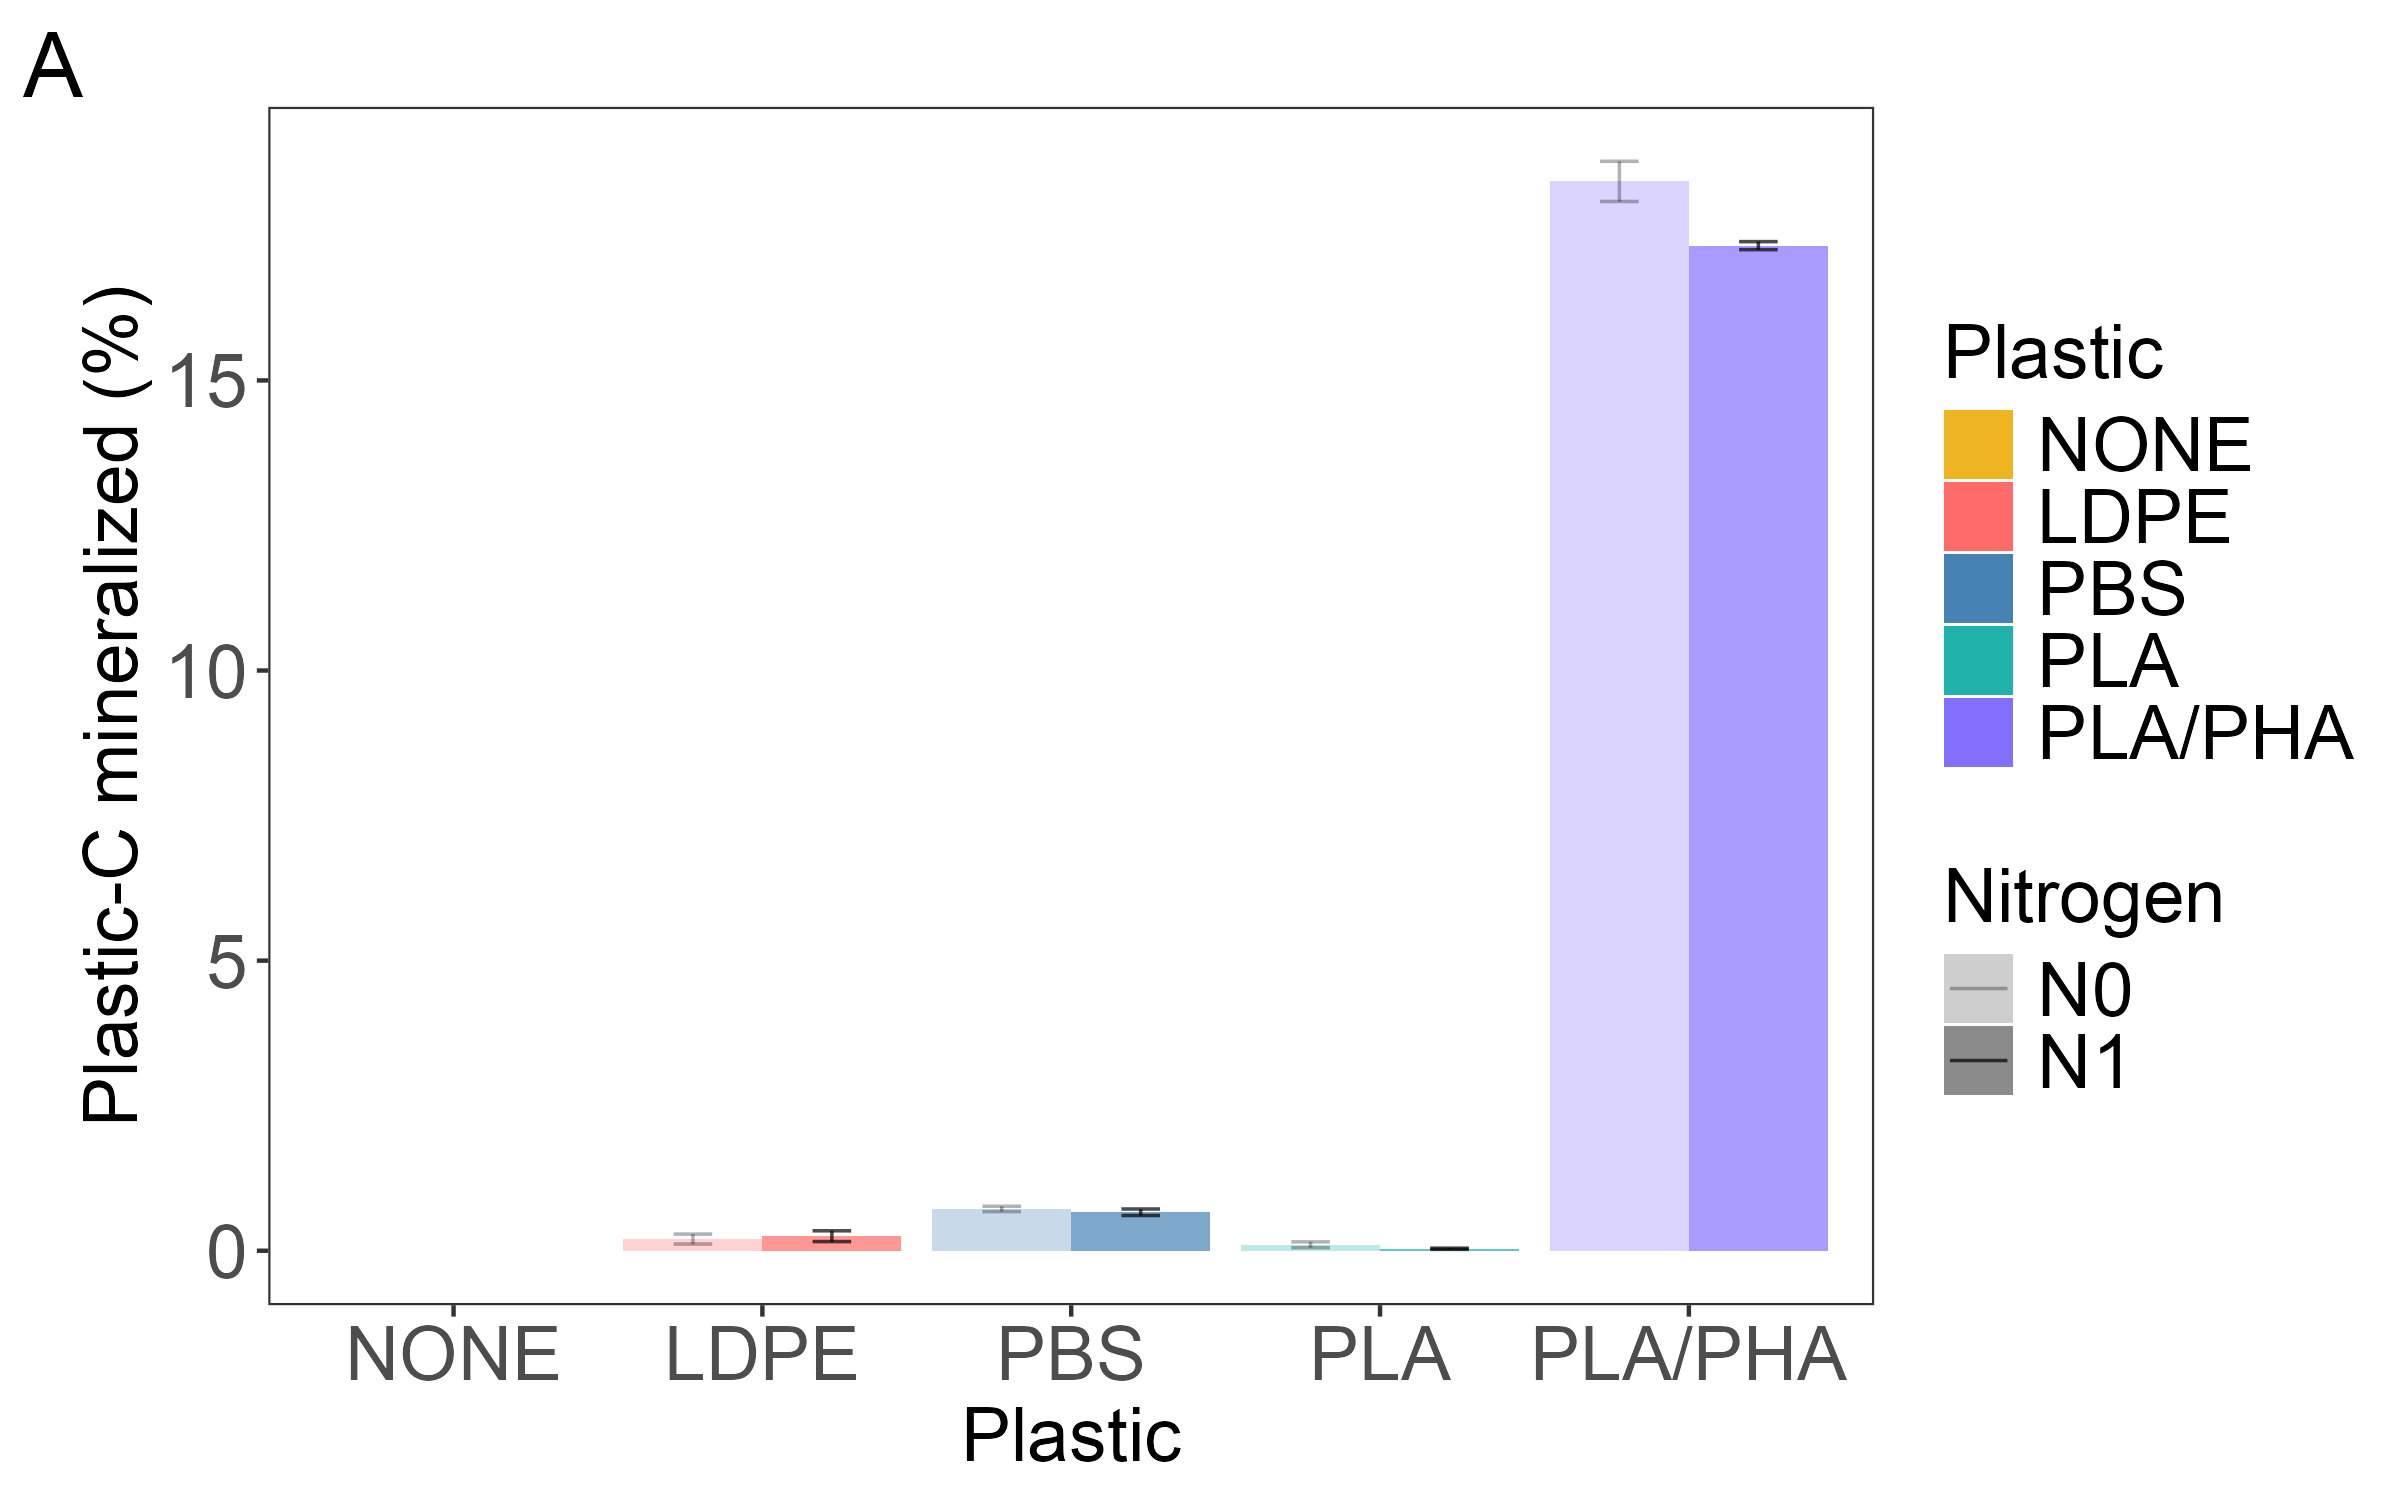 A
Plastic-C mineralized (%)
15
10
5
0
NONE LDPE PBS PLA PLA/PHA
Plastic
Plastic
NONE
LDPE
PBS
PLA
PLA/PHA
Nitrogen
N0
N1